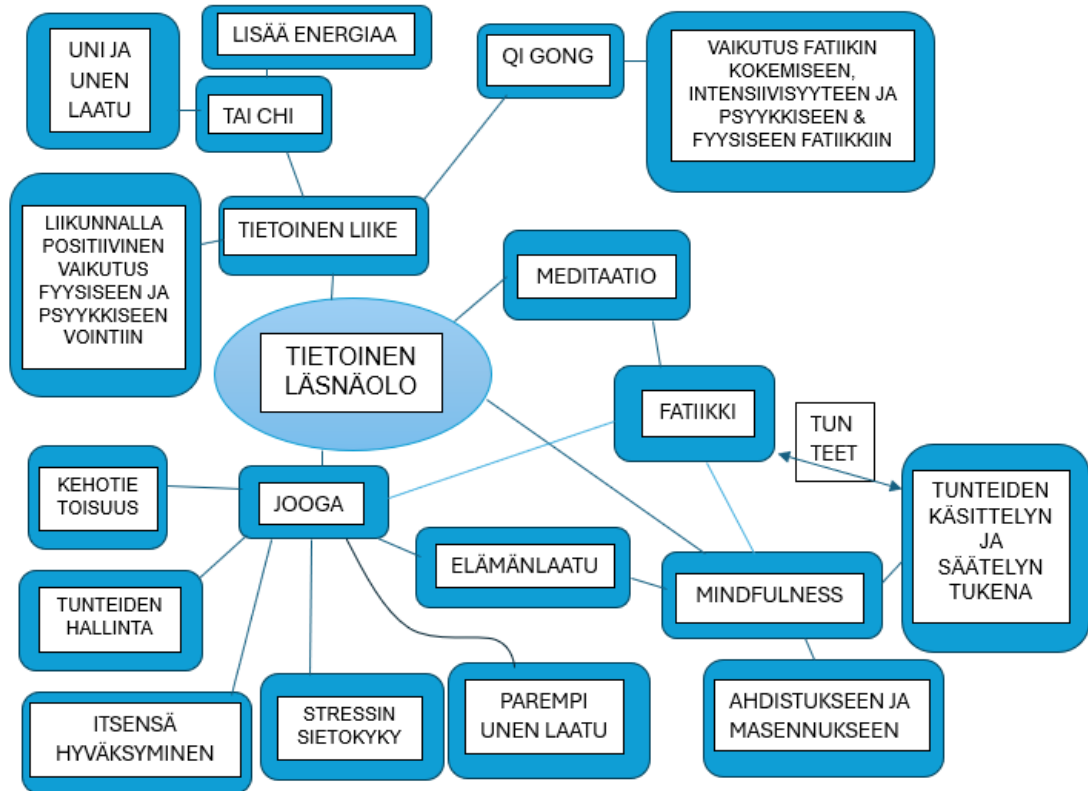 UNI JA
UNEN
LAATU
LISÄÄ ENERGIAA
TAI CHI
QI GONG
VAIKUTUS FATIIKIN
KOKEMISEEN,
INTENSIIVISYYTEEN JA
PSYYKKISEEN &
FYYSISEEN FATIIKKIIN
LIIKUNNALLA
POSITIIVINEN
VAIKUTUS
FYYSISEEN JA
PSYYKKISEEN
VOINTIIN
TIETOINEN LIIKE
MEDITAATIO
TIETOINEN
LÄSNÄOLO
FATIIKKI
TUN
TEET
TUNTEIDEN
KÄSITTELYN
JA
SÄÄTELYN
TUKENA
KEHOTIE
TOISUUS
JOOGA
ELÄMÄNLAATU
MINDFULNESS
TUNTEIDEN
HALLINTA
ITSENSÄ
HYVÄKSYMINEN
STRESSIN
SIETOKYKY
PAREMPI
UNEN LAATU
AHDISTUKSEEN JA
MASENNUKSEEN